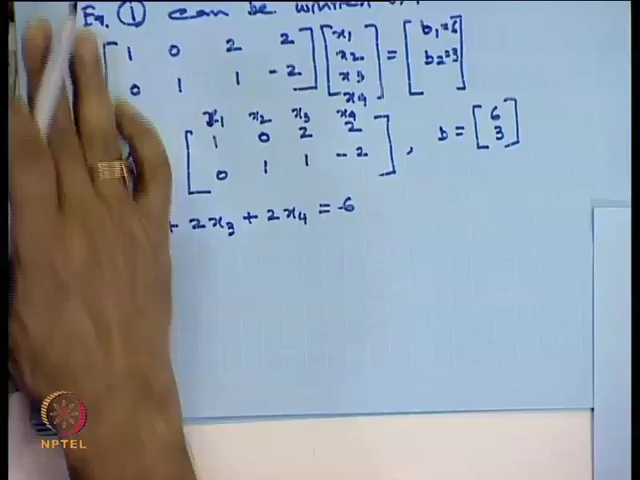 Eq. ① can be written
[1 0 2 2] [x1] = [b1=6]
[0 1 1 -2] [x2] [b2=3]
[x3]
[x4]
x1 x2 x3 x4
[1 0 2 2]
[0 1 1 -2] , b = [6 3]
+ 2x3 + 2x4 = 6
NPTEL